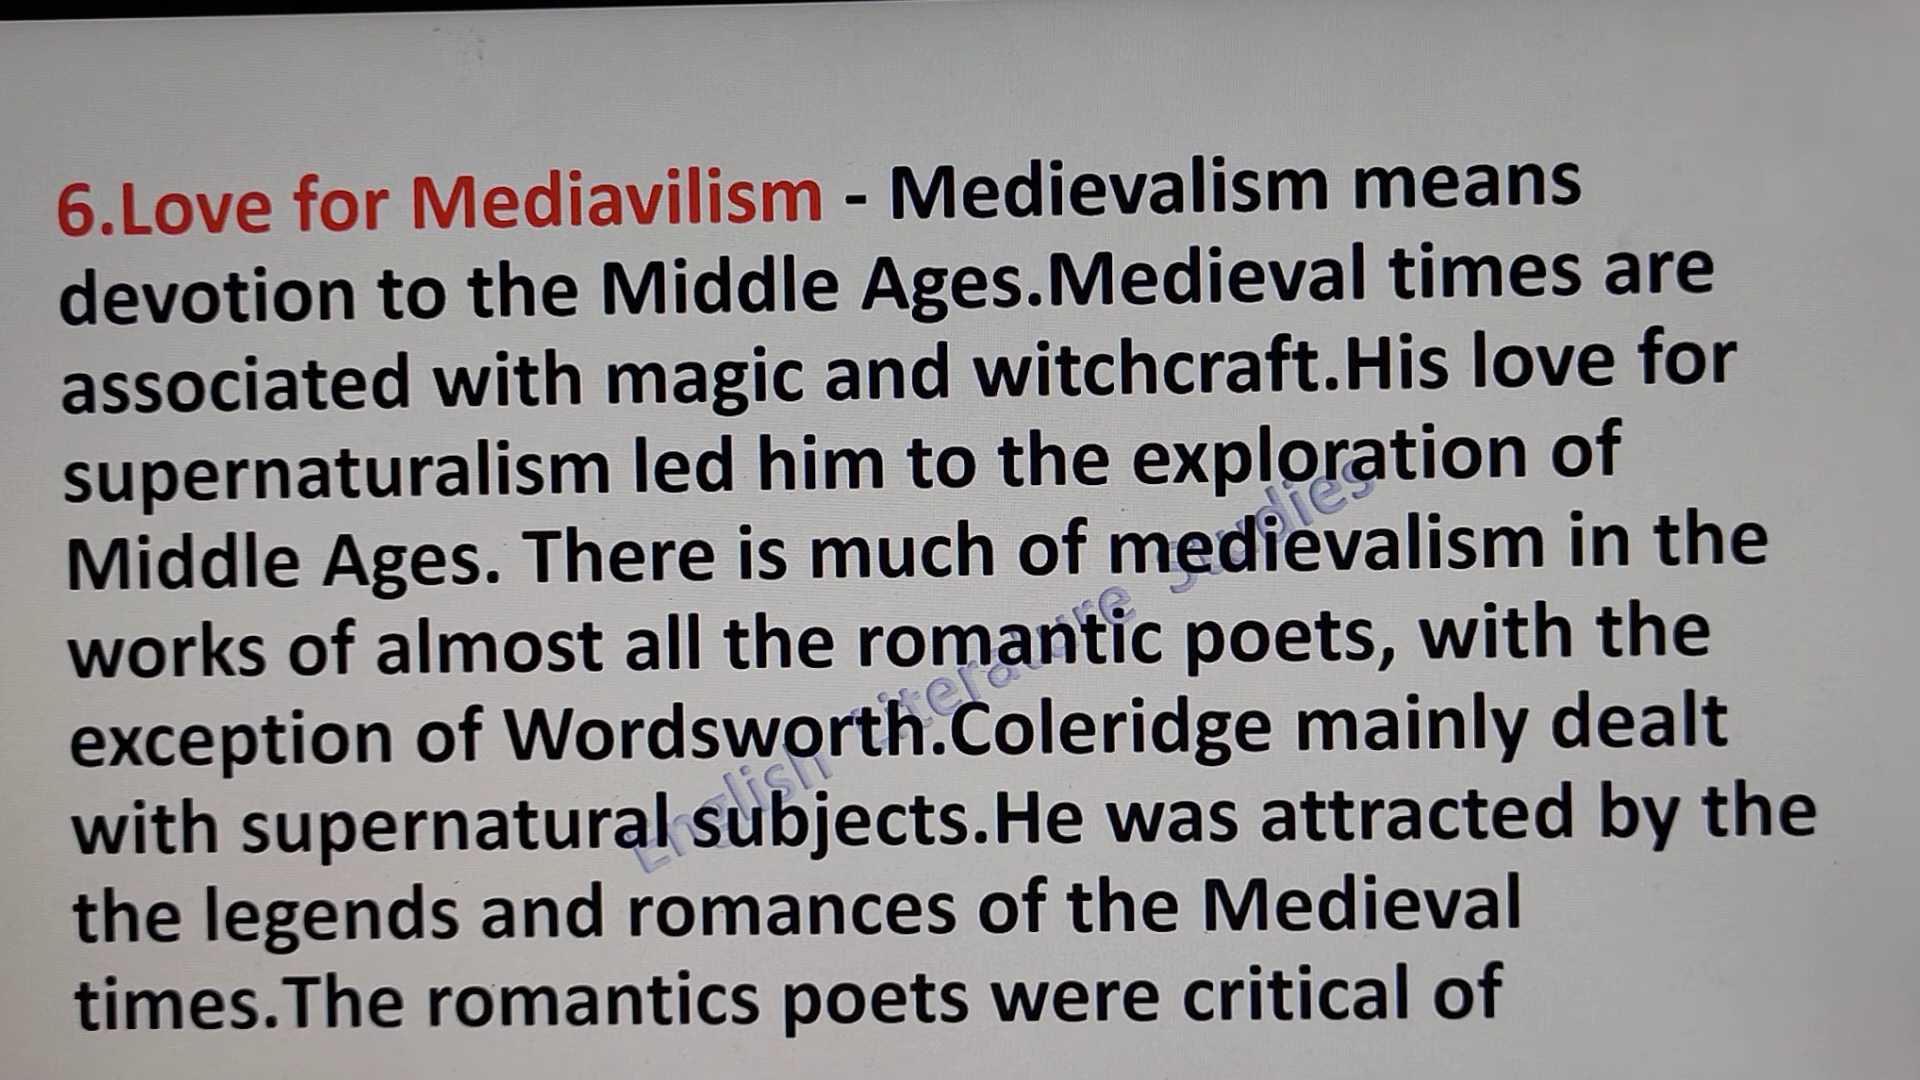 6.Love for Mediavilism - Medievalism means
devotion to the Middle Ages.Medieval times are
associated with magic and witchcraft.His love for
supernaturalism led him to the exploration of
Middle Ages. There is much of medievalism in the
works of almost all the romantic poets, with the
exception of Wordsworth.Coleridge mainly dealt
with supernatural subjects.He was attracted by the
the legends and romances of the Medieval
times.The romantics poets were critical of
English Literature Studies